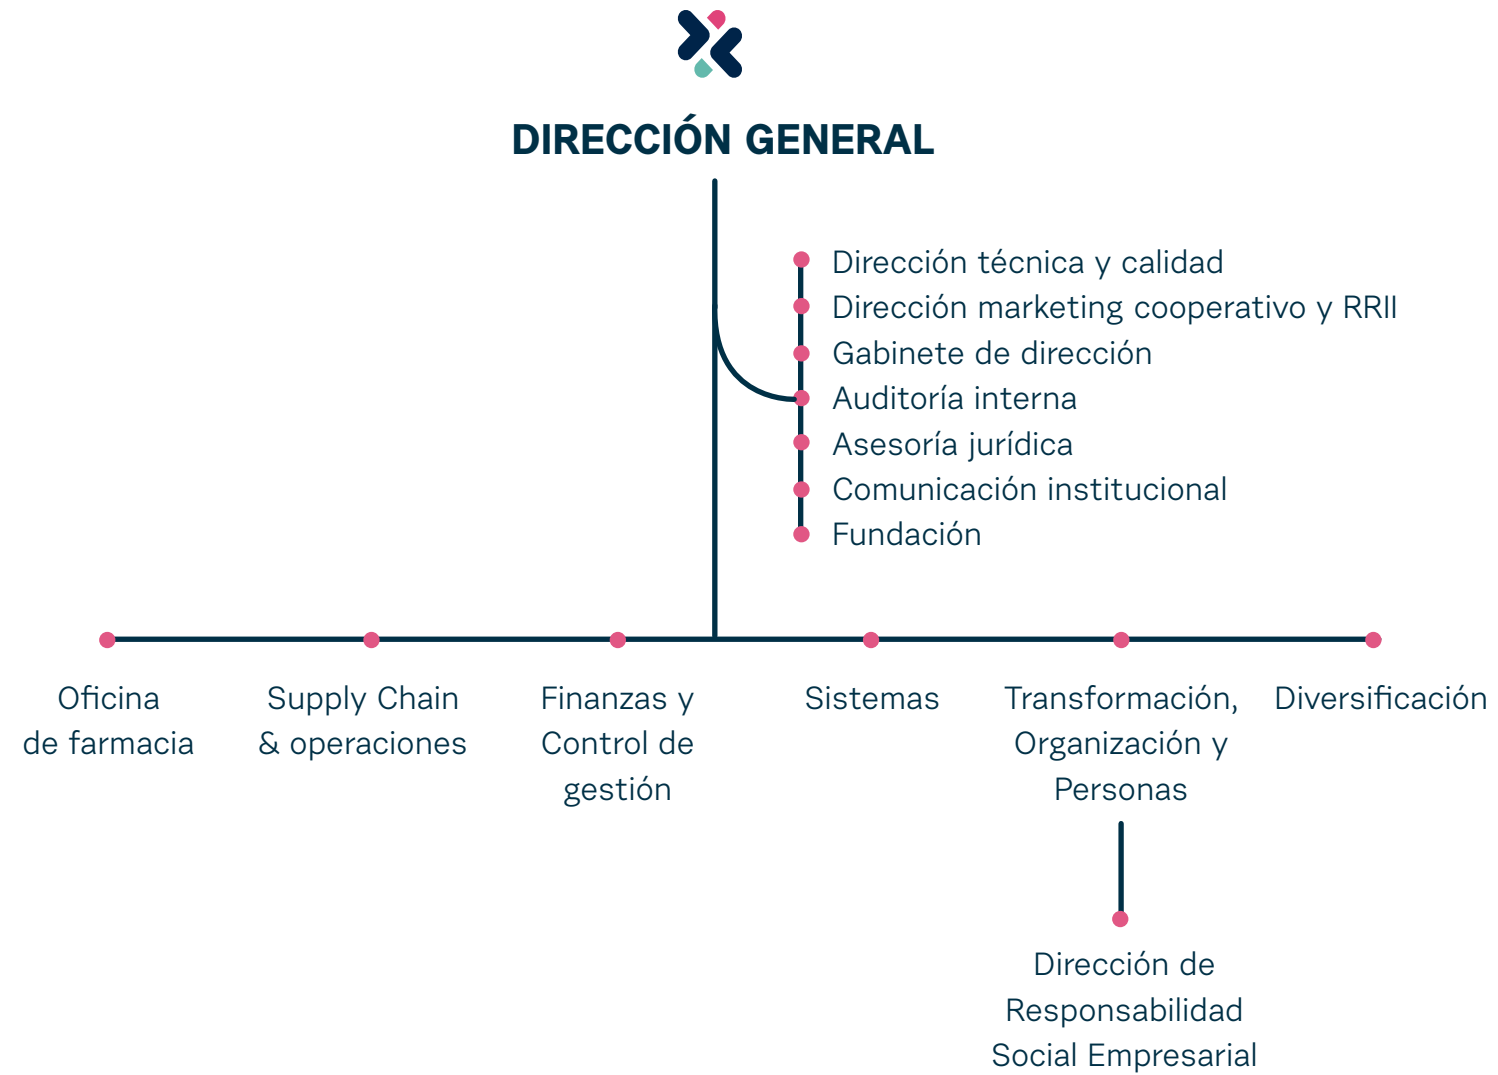 DIRECCIÓN GENERAL
Dirección técnica y calidad
Dirección marketing cooperativo y RRII
Gabinete de dirección
Auditoría interna
Asesoría jurídica
Comunicación institucional
Fundación
Oficina
de farmacia
Supply Chain
& operaciones
Finanzas y
Control de
gestión
Sistemas
Transformación,
Organización y
Personas
Diversificación
Dirección de
Responsabilidad
Social Empresarial